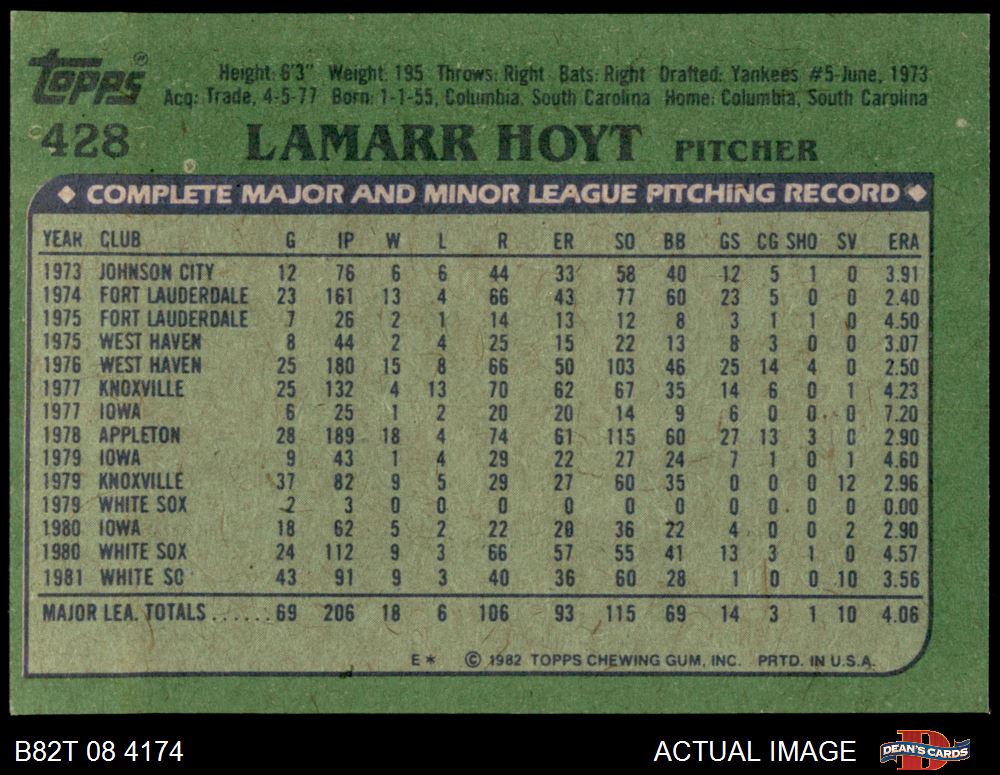 TOPPS®
Height: 6'3" Weight: 195 Throws: Right Bats: Right Drafted: Yankees #5-June, 1973
Acq: Trade, 4-5-77 Born: 1-1-55, Columbia, South Carolina Home: Columbia, South Carolina
428 LAMARR HOYT PITCHER
◆ COMPLETE MAJOR AND MINOR LEAGUE PITCHING RECORD ◆
YEAR CLUB G IP W L R ER SO BB GS CG SHO SV ERA
1973 JOHNSON CITY 12 76 6 6 44 33 58 40 12 5 1 0 3.91
1974 FORT LAUDERDALE 23 161 13 4 66 43 77 60 23 5 0 0 2.40
1975 FORT LAUDERDALE 7 26 2 1 14 13 12 8 3 1 1 0 4.50
1975 WEST HAVEN 8 44 2 4 25 15 22 13 8 3 0 0 3.07
1976 WEST HAVEN 25 180 15 8 66 50 103 46 25 14 4 0 2.50
1977 KNOXVILLE 25 132 4 13 70 62 67 35 14 6 0 1 4.23
1977 IOWA 6 25 1 2 20 20 14 9 6 0 0 0 7.20
1978 APPLETON 28 189 18 4 74 61 115 60 27 13 3 0 2.90
1979 IOWA 9 43 1 4 29 22 27 24 7 1 0 1 4.60
1979 KNOXVILLE 37 82 9 5 29 27 60 35 0 0 0 12 2.96
1979 WHITE SOX 2 3 0 0 0 0 0 0 0 0 0 0 0.00
1980 IOWA 18 62 5 2 22 20 36 22 4 0 0 2 2.90
1980 WHITE SOX 24 112 9 3 66 57 55 41 13 3 1 0 4.57
1981 WHITE SO 43 91 9 3 40 36 60 28 1 0 0 10 3.56
MAJOR LEA. TOTALS ...... 69 206 18 6 106 93 115 69 14 3 1 10 4.06
E* © 1982 TOPPS CHEWING GUM, INC. PRTD. IN U.S.A.
B82T 08 4174 ACTUAL IMAGE DEAN'S CARDS